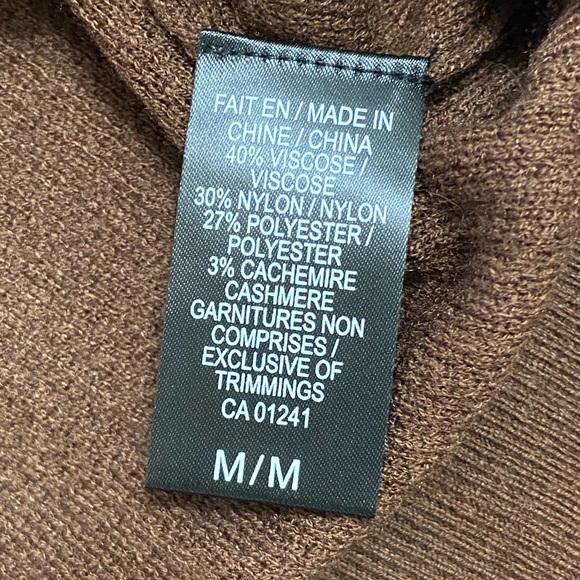 FAIT EN / MADE IN
CHINE / CHINA
40% VISCOSE /
VISCOSE
30% NYLON / NYLON
27% POLYESTER /
POLYESTER
3% CACHEMIRE
CASHMERE
GARNITURES NON
COMPRISES /
EXCLUSIVE OF
TRIMMINGS
CA 01241
M / M